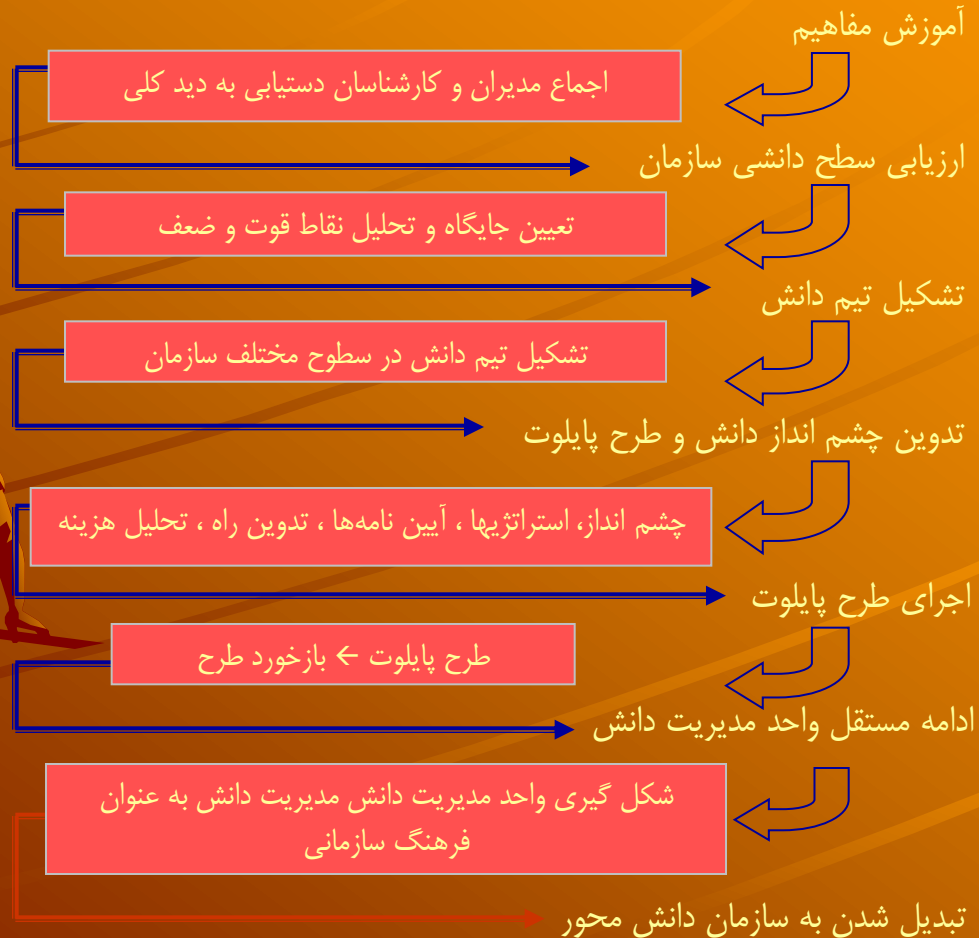 آموزش مفاهیم
اجماع مدیران و کارشناسان دستیابی به دید کلی
ارزیابی سطح دانشی سازمان
تعیین جایگاه و تحلیل نقاط قوت و ضعف
تشکیل تیم دانش
تشکیل تیم دانش در سطوح مختلف سازمان
تدوین چشم انداز دانش و طرح پایلوت
چشم انداز، استراتژیها ، آیین نامه‌ها ، تدوین راه ، تحلیل هزینه
اجرای طرح پایلوت
طرح پایلوت ← بازخورد طرح
ادامه مستقل واحد مدیریت دانش
شکل گیری واحد مدیریت دانش مدیریت دانش به عنوان
فرهنگ سازمانی
تبدیل شدن به سازمان دانش محور